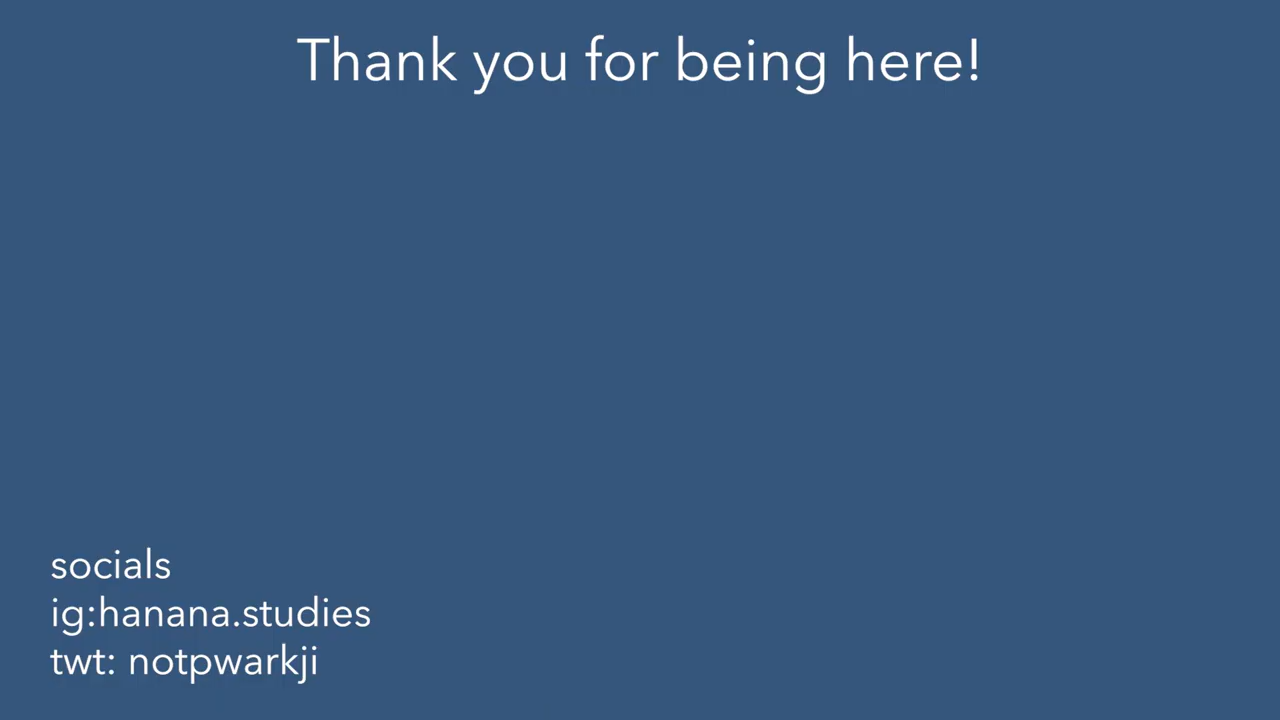 Thank you for being here!
socials
ig:hanana.studies
twt: notpwarkji